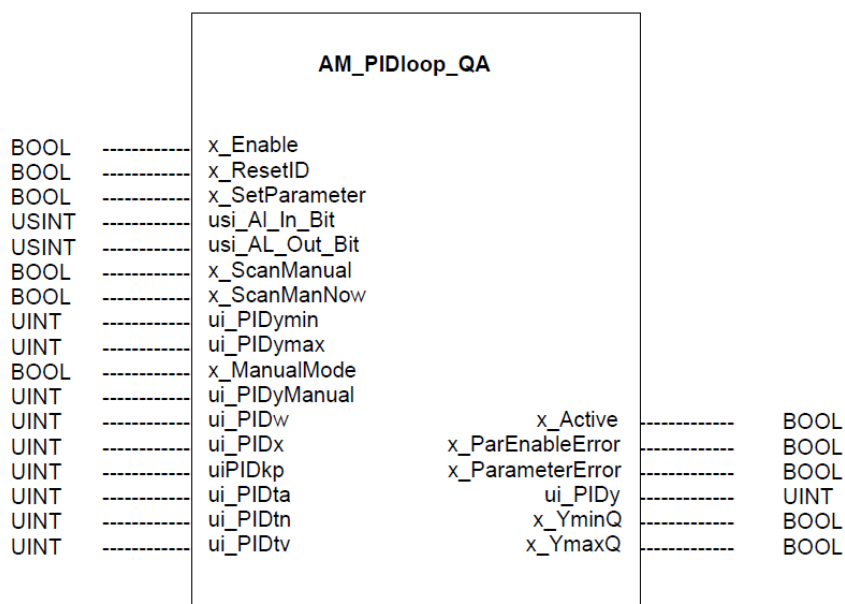 AM_PIDloop_QA
BOOL ------------ x_Enable
BOOL ------------ x_ResetID
BOOL ------------ x_SetParameter
USINT ------------ usi_AI_In_Bit
USINT ------------ usi_AL_Out_Bit
BOOL ------------ x_ScanManual
BOOL ------------ x_ScanManNow
UINT ------------ ui_PIDymin
UINT ------------ ui_PIDymax
BOOL ------------ x_ManualMode
UINT ------------ ui_PIDyManual
UINT ------------ ui_PIDw x_Active ------------- BOOL
UINT ------------ ui_PIDx x_ParEnableError ------------- BOOL
UINT ------------ uiPIDkp x_ParameterError ------------- BOOL
UINT ------------ ui_PIDta ui_PIDy ------------- UINT
UINT ------------ ui_PIDtn x_YminQ ------------- BOOL
UINT ------------ ui_PIDtv x_YmaxQ ------------- BOOL